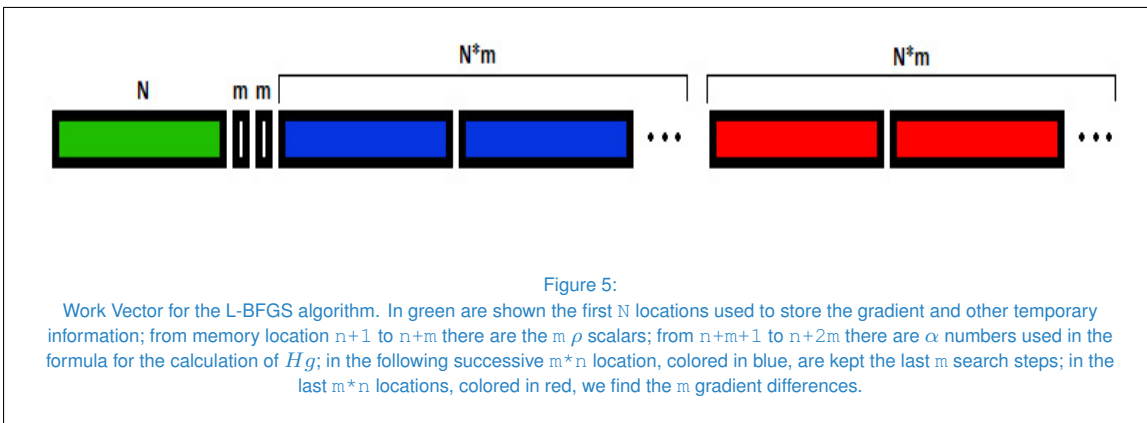 N*m
N*m
N
m m
Figure 5:
Work Vector for the L-BFGS algorithm. In green are shown the first N locations used to store the gradient and other temporary
information; from memory location n+1 to n+m there are the m ρ scalars; from n+m+1 to n+2m there are α numbers used in the
formula for the calculation of Hg; in the following successive m*n location, colored in blue, are kept the last m search steps; in the
last m*n locations, colored in red, we find the m gradient differences.